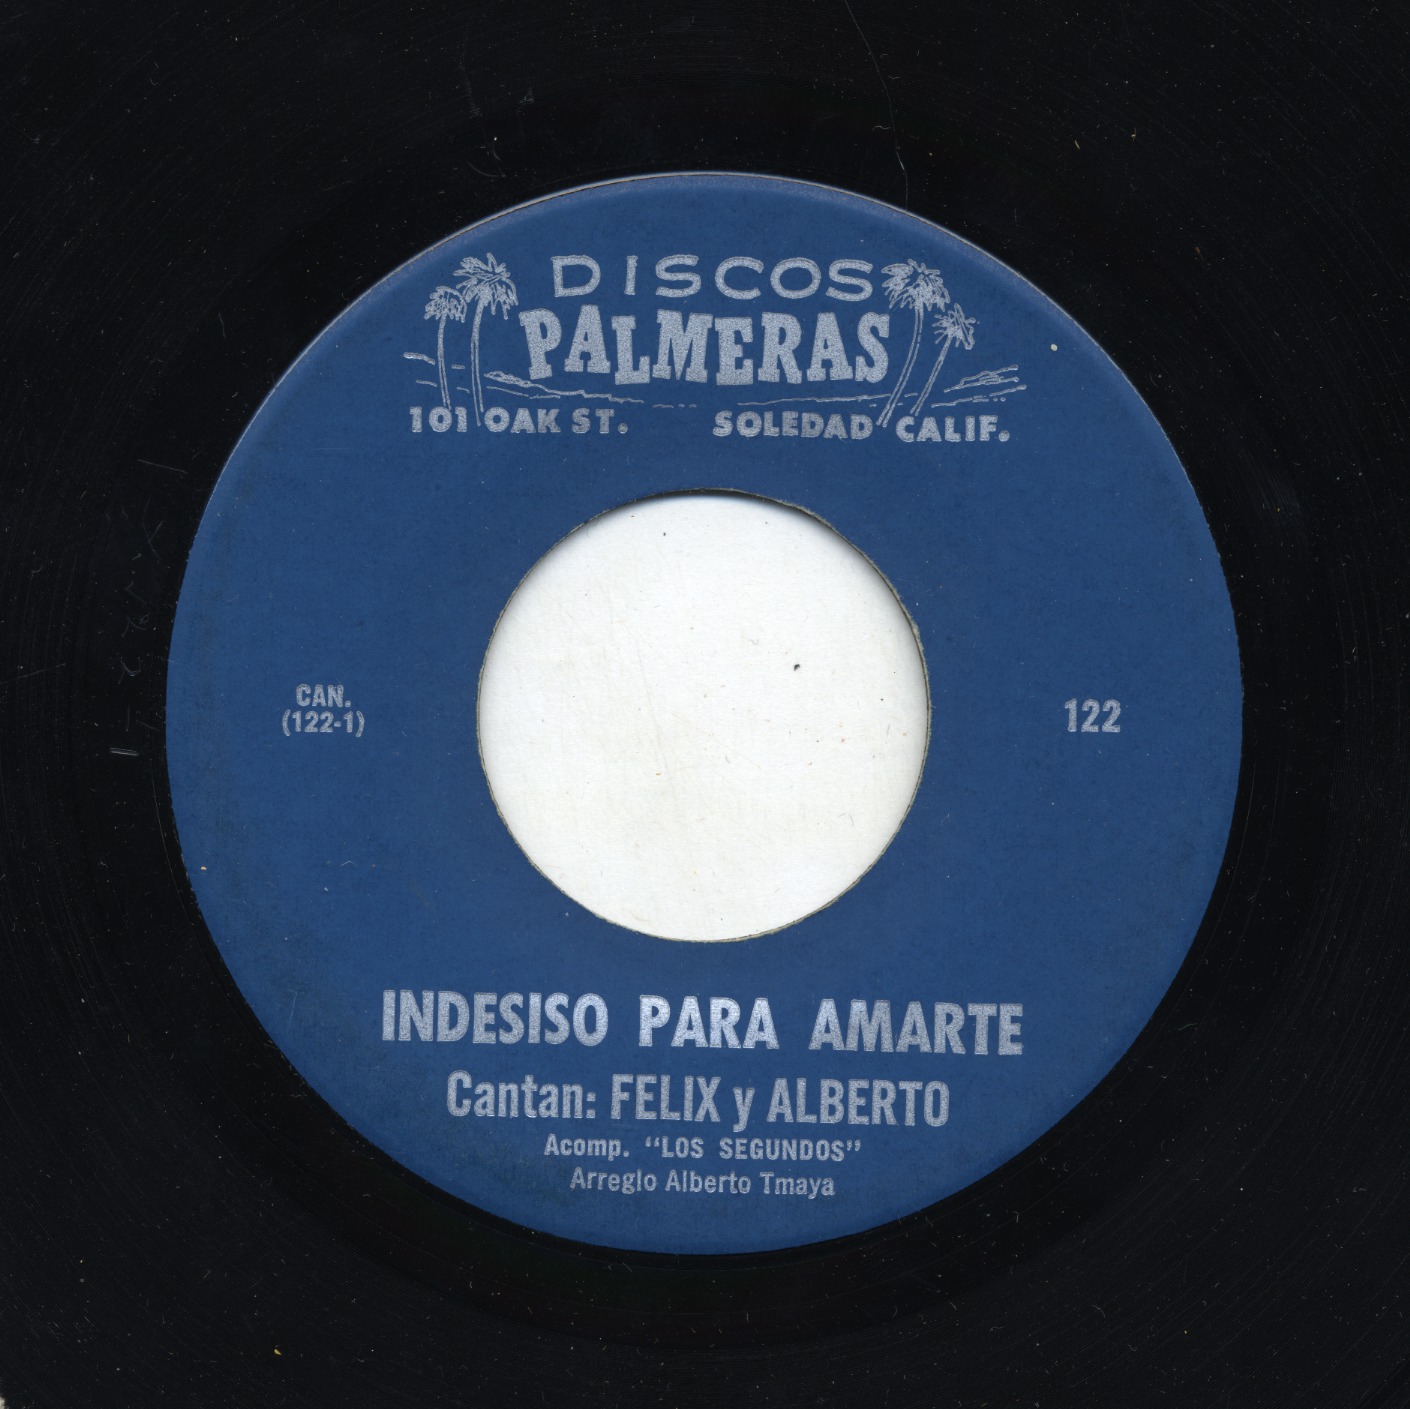 DISCOS
PALMERAS
101 OAK ST. SOLEDAD CALIF.
CAN.
(122-1)
122
INDESISO PARA AMARTE
Cantan: FELIX y ALBERTO
Acomp. "LOS SEGUNDOS"
Arreglo Alberto Tmaya